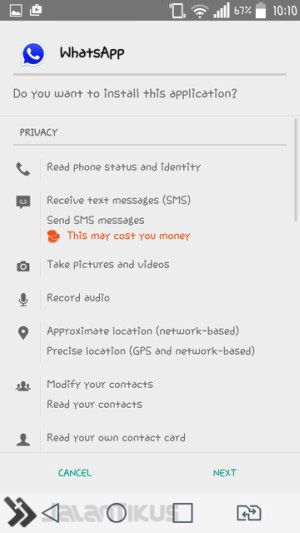 67% 10:10
WhatsApp
Do you want to install this application?
PRIVACY
Read phone status and identity
Receive text messages (SMS)
Send SMS messages
This may cost you money
Take pictures and videos
Record audio
Approximate location (network-based)
Precise location (GPS and network-based)
Modify your contacts
Read your contacts
Read your own contact card
CANCEL NEXT
JALANTIKUS